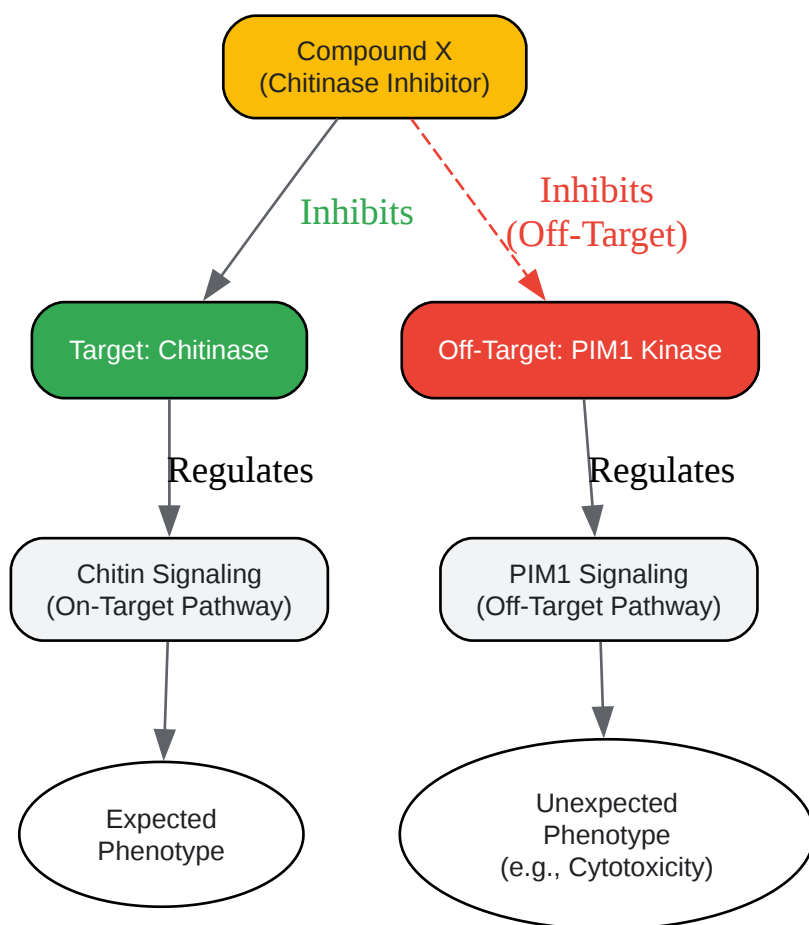 Compound X
(Chitinase Inhibitor)
Inhibits
Inhibits
(Off-Target)
Target: Chitinase
Off-Target: PIM1 Kinase
Regulates
Regulates
Chitin Signaling
(On-Target Pathway)
PIM1 Signaling
(Off-Target Pathway)
Expected
Phenotype
Unexpected
Phenotype
(e.g., Cytotoxicity)